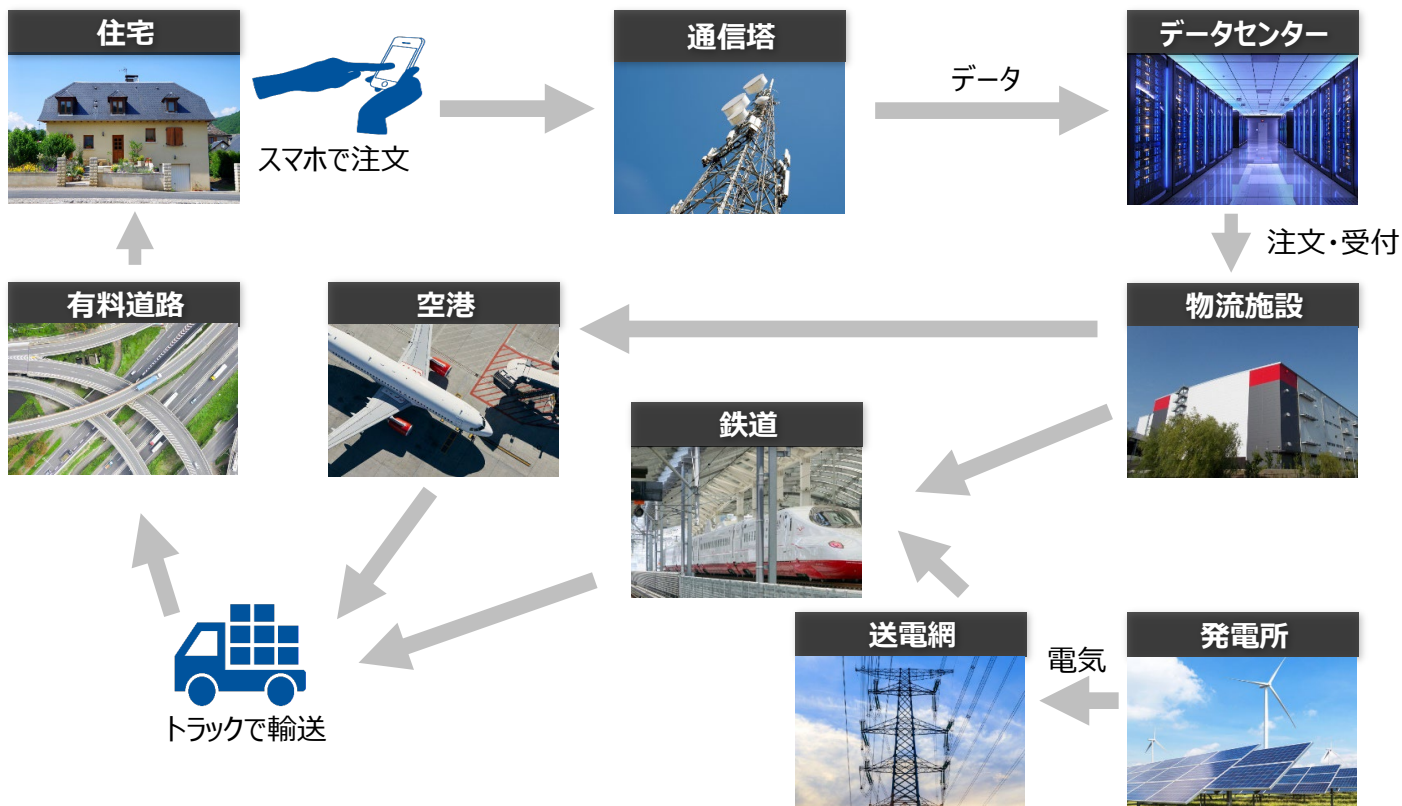 住宅
通信塔
データセンター
データ
スマホで注文
注文・受付
有料道路
空港
物流施設
鉄道
送電網
発電所
電気
トラックで輸送